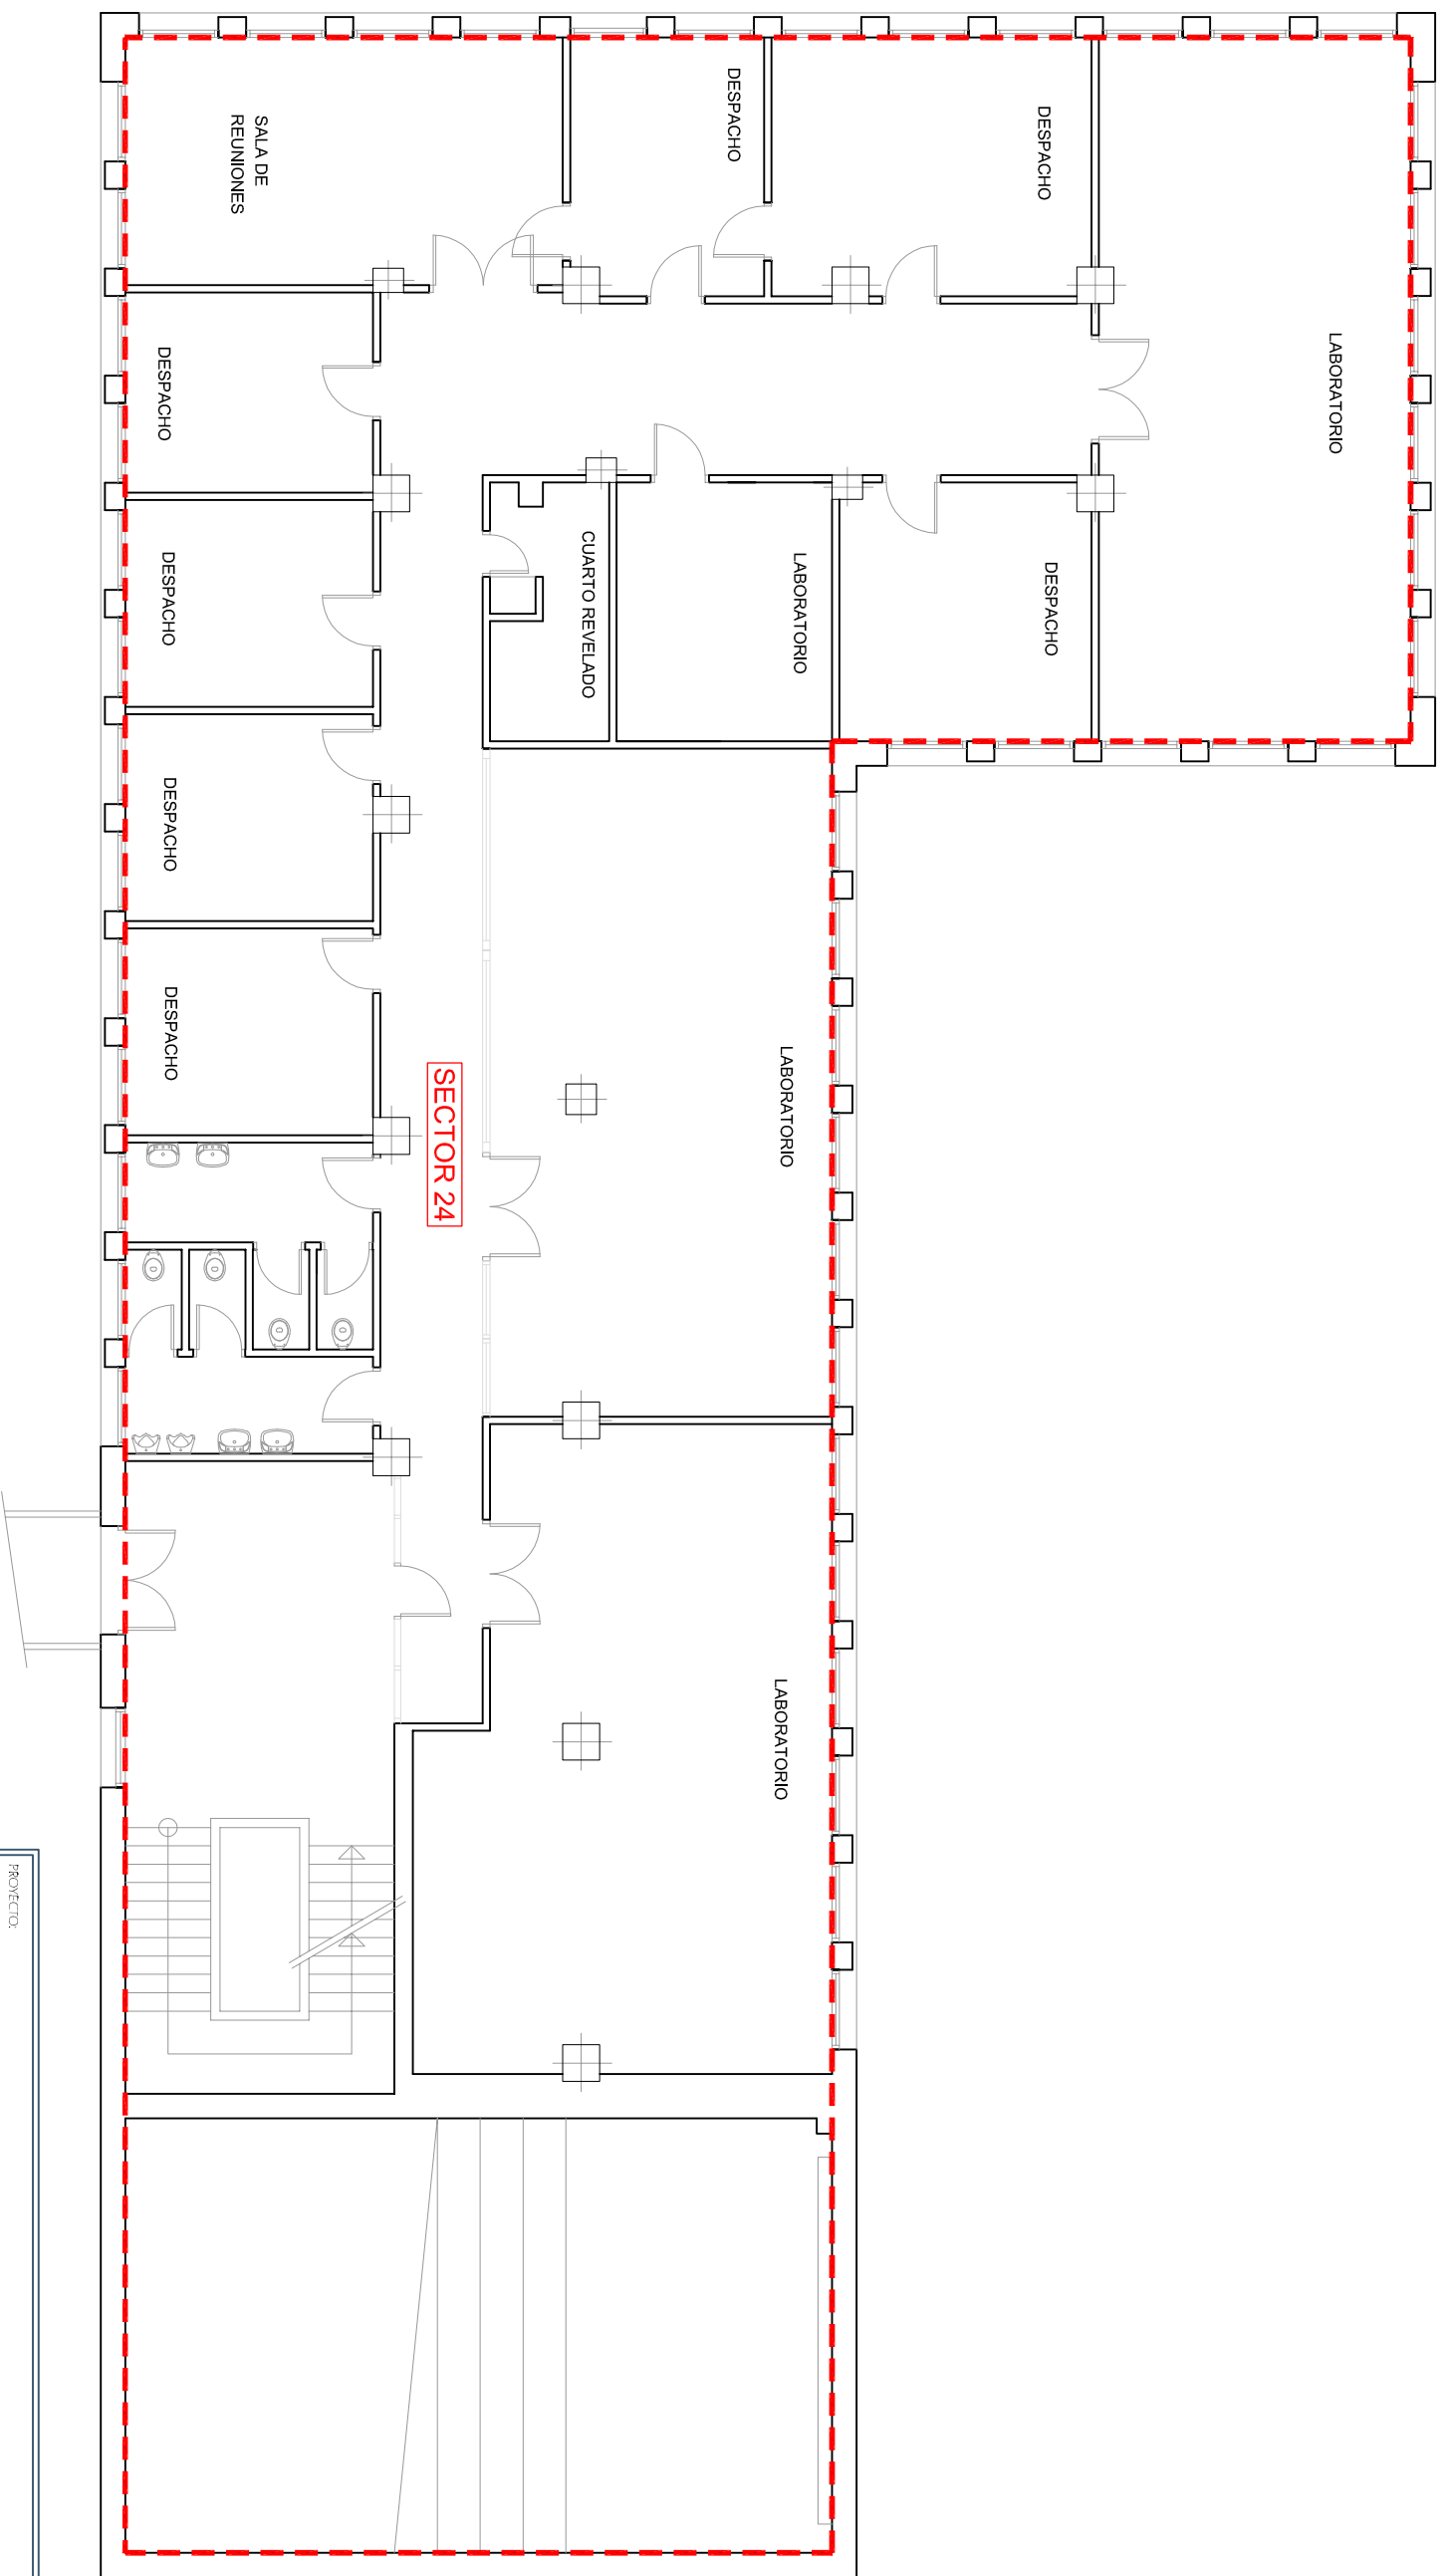 SALA DE
REUNIONES
DESPACHO
DESPACHO
LABORATORIO
DESPACHO
DESPACHO
DESPACHO
DESPACHO
CUARTO REVELADO
LABORATORIO
DESPACHO
LABORATORIO
SECTOR 24
LABORATORIO
PROYECTO: